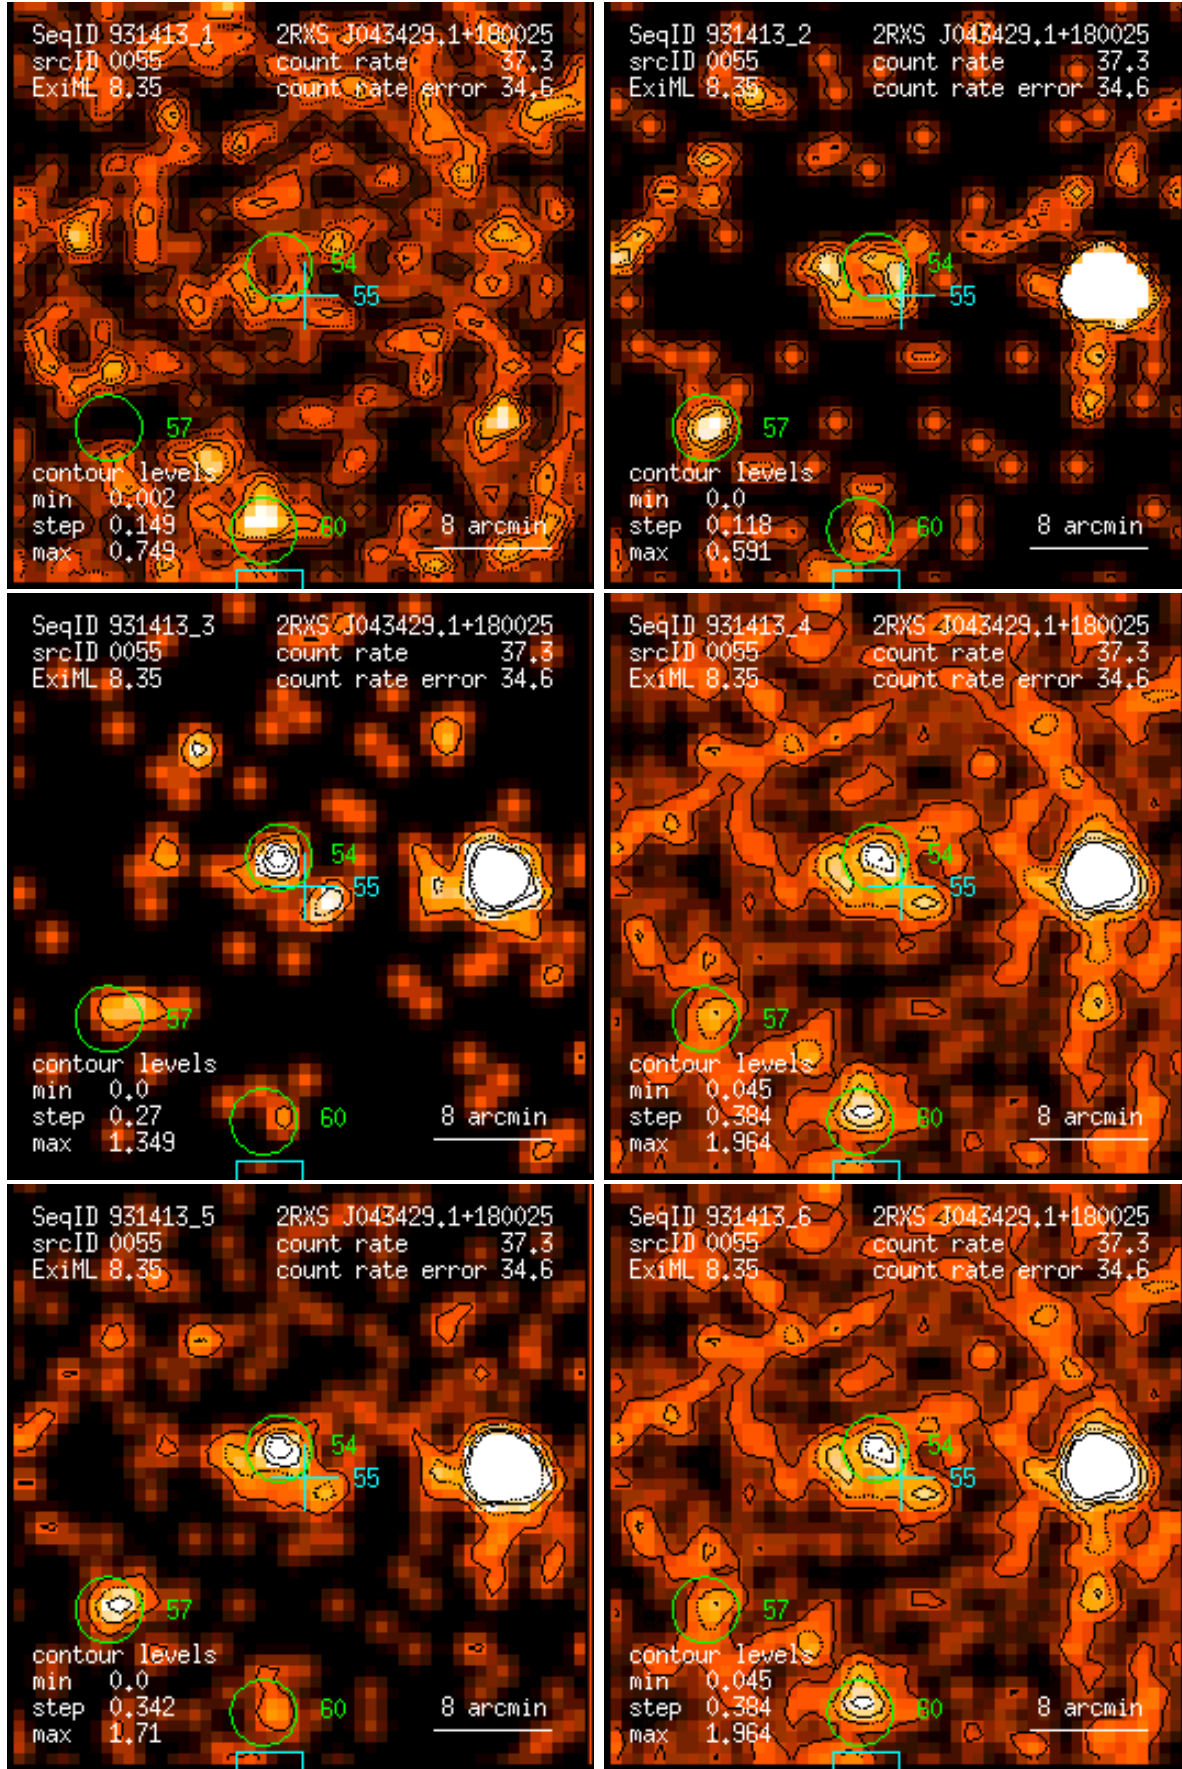 SeqID 931413_1 2RXS J043429.1+180025
srcID 0055 count rate 37.3
ExiML 8.35 count rate error 34.6
54
55
57
contour levels
min 0.002
step 0.149 60 8 arcmin
max 0.749
SeqID 931413_2 2RXS J043429.1+180025
srcID 0055 count rate 37.3
ExiML 8.35 count rate error 34.6
54
55
57
contour levels
min 0.0
step 0.118 60 8 arcmin
max 0.591
SeqID 931413_3 2RXS J043429.1+180025
srcID 0055 count rate 37.3
ExiML 8.35 count rate error 34.6
54
55
57
contour levels
min 0.0
step 0.27 60 8 arcmin
max 1.349
SeqID 931413_4 2RXS J043429.1+180025
srcID 0055 count rate 37.3
ExiML 8.35 count rate error 34.6
54
55
57
contour levels
min 0.045
step 0.384 60 8 arcmin
max 1.964
SeqID 931413_5 2RXS J043429.1+180025
srcID 0055 count rate 37.3
ExiML 8.35 count rate error 34.6
54
55
57
contour levels
min 0.0
step 0.342 60 8 arcmin
max 1.71
SeqID 931413_6 2RXS J043429.1+180025
srcID 0055 count rate 37.3
ExiML 8.35 count rate error 34.6
54
55
57
contour levels
min 0.045
step 0.384 60 8 arcmin
max 1.964